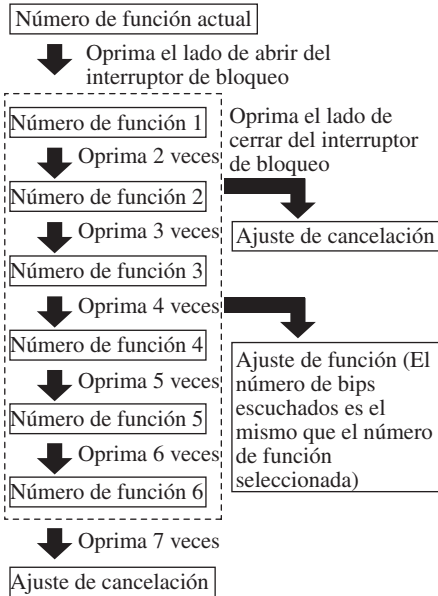 Número de función actual
Oprima el lado de abrir del
interruptor de bloqueo
Número de función 1
Oprima 2 veces
Número de función 2
Oprima 3 veces
Número de función 3
Oprima 4 veces
Número de función 4
Oprima 5 veces
Número de función 5
Oprima 6 veces
Número de función 6
Oprima 7 veces
Ajuste de cancelación
Oprima el lado de
cerrar del interruptor
de bloqueo
Ajuste de cancelación
Ajuste de función (El
número de bips
escuchados es el
mismo que el número
de función
seleccionada)